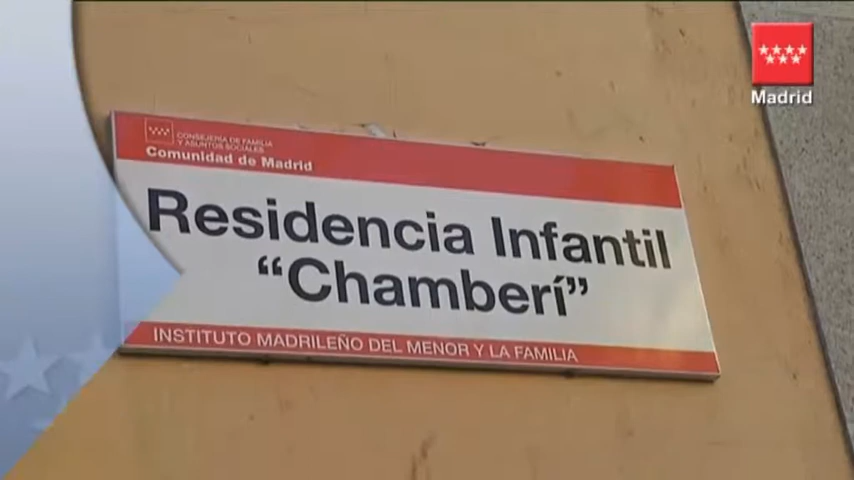 CONSEJERÍA DE FAMILIA
Y ASUNTOS SOCIALES
Comunidad de Madrid
Residencia Infantil
“Chamberí”
INSTITUTO MADRILEÑO DEL MENOR Y LA FAMILIA
Madrid